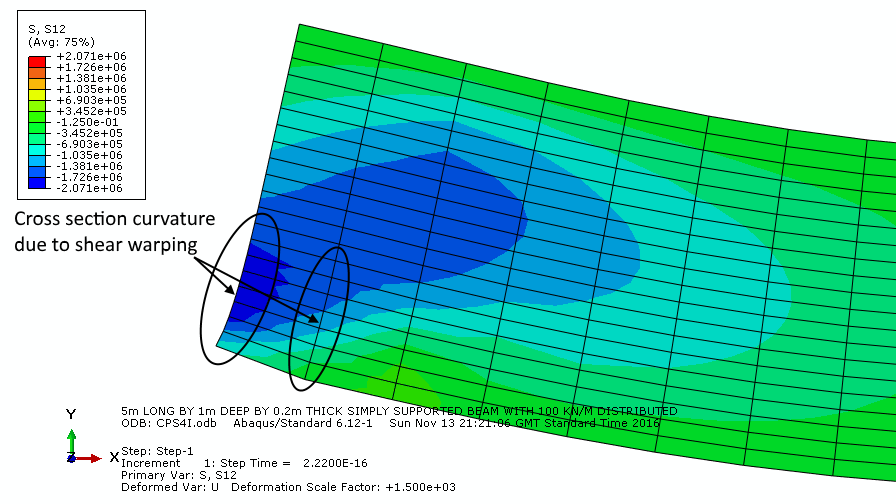 S, S12
(Avg: 75%)
+2.071e+06
+1.726e+06
+1.381e+06
+1.035e+06
+6.903e+05
+3.452e+05
-1.250e-01
-3.452e+05
-6.903e+05
-1.035e+06
-1.381e+06
-1.726e+06
-2.071e+06
Cross section curvature
due to shear warping
5m LONG BY 1m DEEP BY 0.2m THICK SIMPLY SUPPORTED BEAM WITH 100 KN/M DISTRIBUTED
ODB: CPS4I.odb Abaqus/Standard 6.12-1 Sun Nov 13 21:21:06 GMT Standard Time 2016
Y
Z X
Step: Step-1
Increment 1: Step Time = 2.2200E-16
Primary Var: S, S12
Deformed Var: U Deformation Scale Factor: +1.500e+03